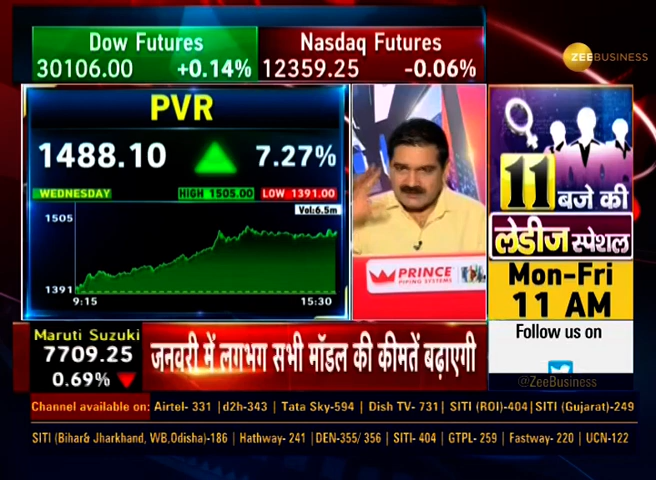 Dow Futures
30106.00 +0.14%
Nasdaq Futures
12359.25 -0.06%
ZEEBUSINESS
PVR
1488.10 7.27%
WEDNESDAY HIGH 1505.00 LOW 1391.00
Vol:6.5m
1505
1391
9:15 15:30
PRINCE
PIPING SYSTEMS
11 बजे की
लेडीज स्पेशल
Mon-Fri
11 AM
Follow us on
@ZeeBusiness
Maruti Suzuki
7709.25
0.69%
जनवरी में लगभग सभी मॉडल की कीमतें बढ़ाएगी
Channel available on: Airtel- 331 | d2h-343 | Tata Sky-594 | Dish TV- 731| SITI (ROI)-404| SITI (Gujarat)-249
SITI (Bihar& Jharkhand, WB,Odisha)-186 | Hathway- 241 |DEN-355/ 356 | SITI- 404 | GTPL- 259 | Fastway- 220 | UCN-122